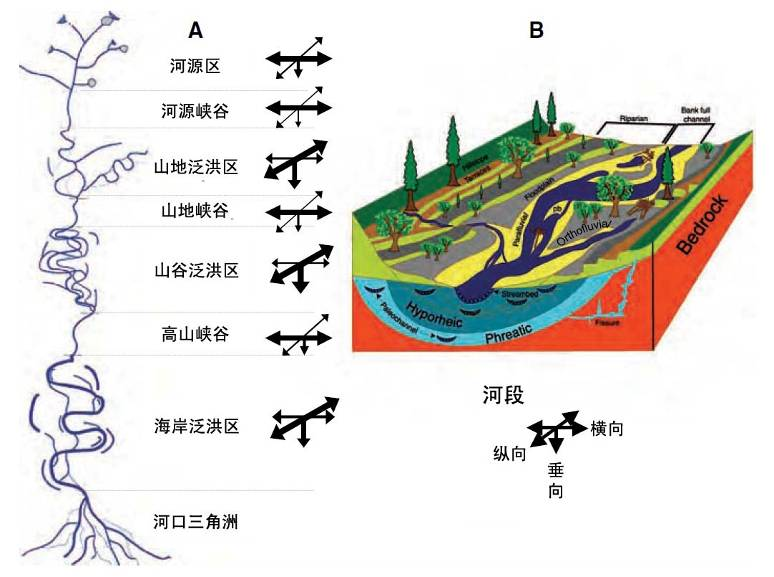 A
河源区
河源峡谷
山地泛洪区
山地峡谷
山谷泛洪区
高山峡谷
海岸泛洪区
河口三角洲
B
Riparian
Bank full
channel
Hillslope
Terraces
Floodplain
Parafluvial
Pb
Orthofluvial
Bedrock
Streambed
Hyporheic
Paleochannel
Phreatic
Fissure
河段
横向
纵向
垂
向